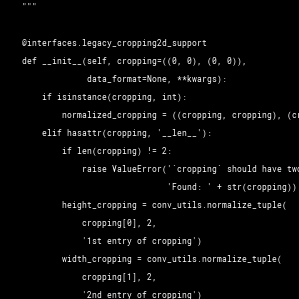 """
@interfaces.legacy_cropping2d_support
def __init__(self, cropping=((0, 0), (0, 0)),
data_format=None, **kwargs):
if isinstance(cropping, int):
normalized_cropping = ((cropping, cropping), (cr
elif hasattr(cropping, '__len__'):
if len(cropping) != 2:
raise ValueError('`cropping` should have two
'Found: ' + str(cropping))
height_cropping = conv_utils.normalize_tuple(
cropping[0], 2,
'1st entry of cropping')
width_cropping = conv_utils.normalize_tuple(
cropping[1], 2,
'2nd entry of cropping')